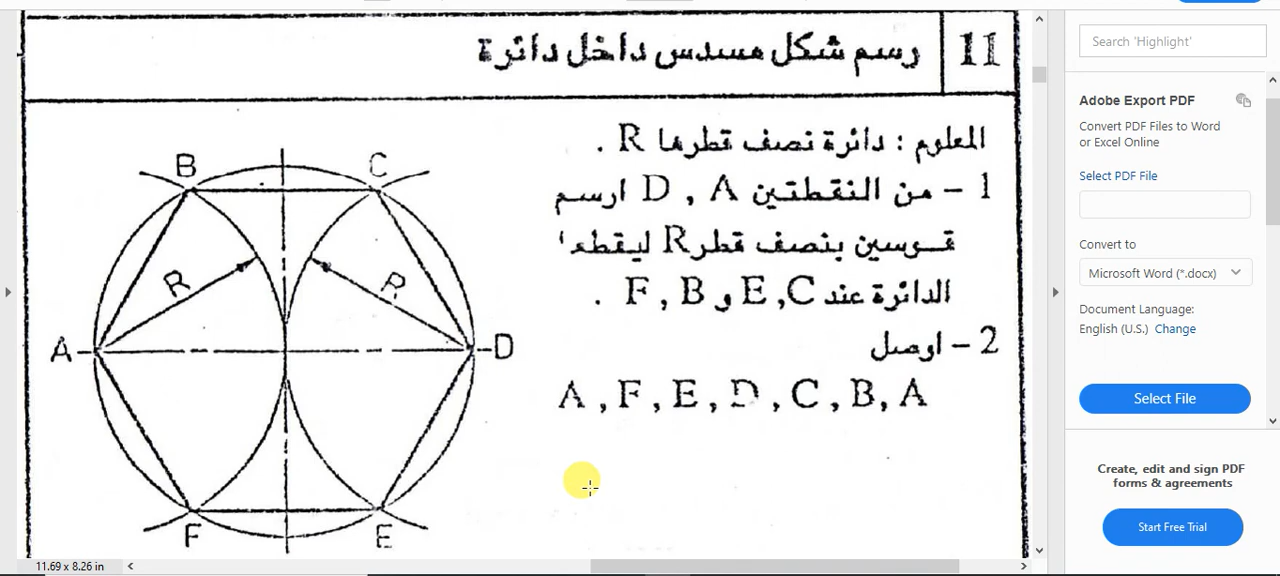 11 رسم شكل مسدس داخل دائرة
المعلوم : دائرة نصف قطرها R .
1 - من النقطتين D , A ارسم
قوسين بنصف قطر R ليقطعا
الدائرة عند E ,C و F , B .
2 - اوصل
A , F , E , D , C , B , A
B
C
R
R
A
D
F
E
11.69 x 8.26 in
Search 'Highlight'
Adobe Export PDF
Convert PDF Files to Word
or Excel Online
Select PDF File
Convert to
Microsoft Word (*.docx)
Document Language:
English (U.S.) Change
Select File
Create, edit and sign PDF
forms & agreements
Start Free Trial